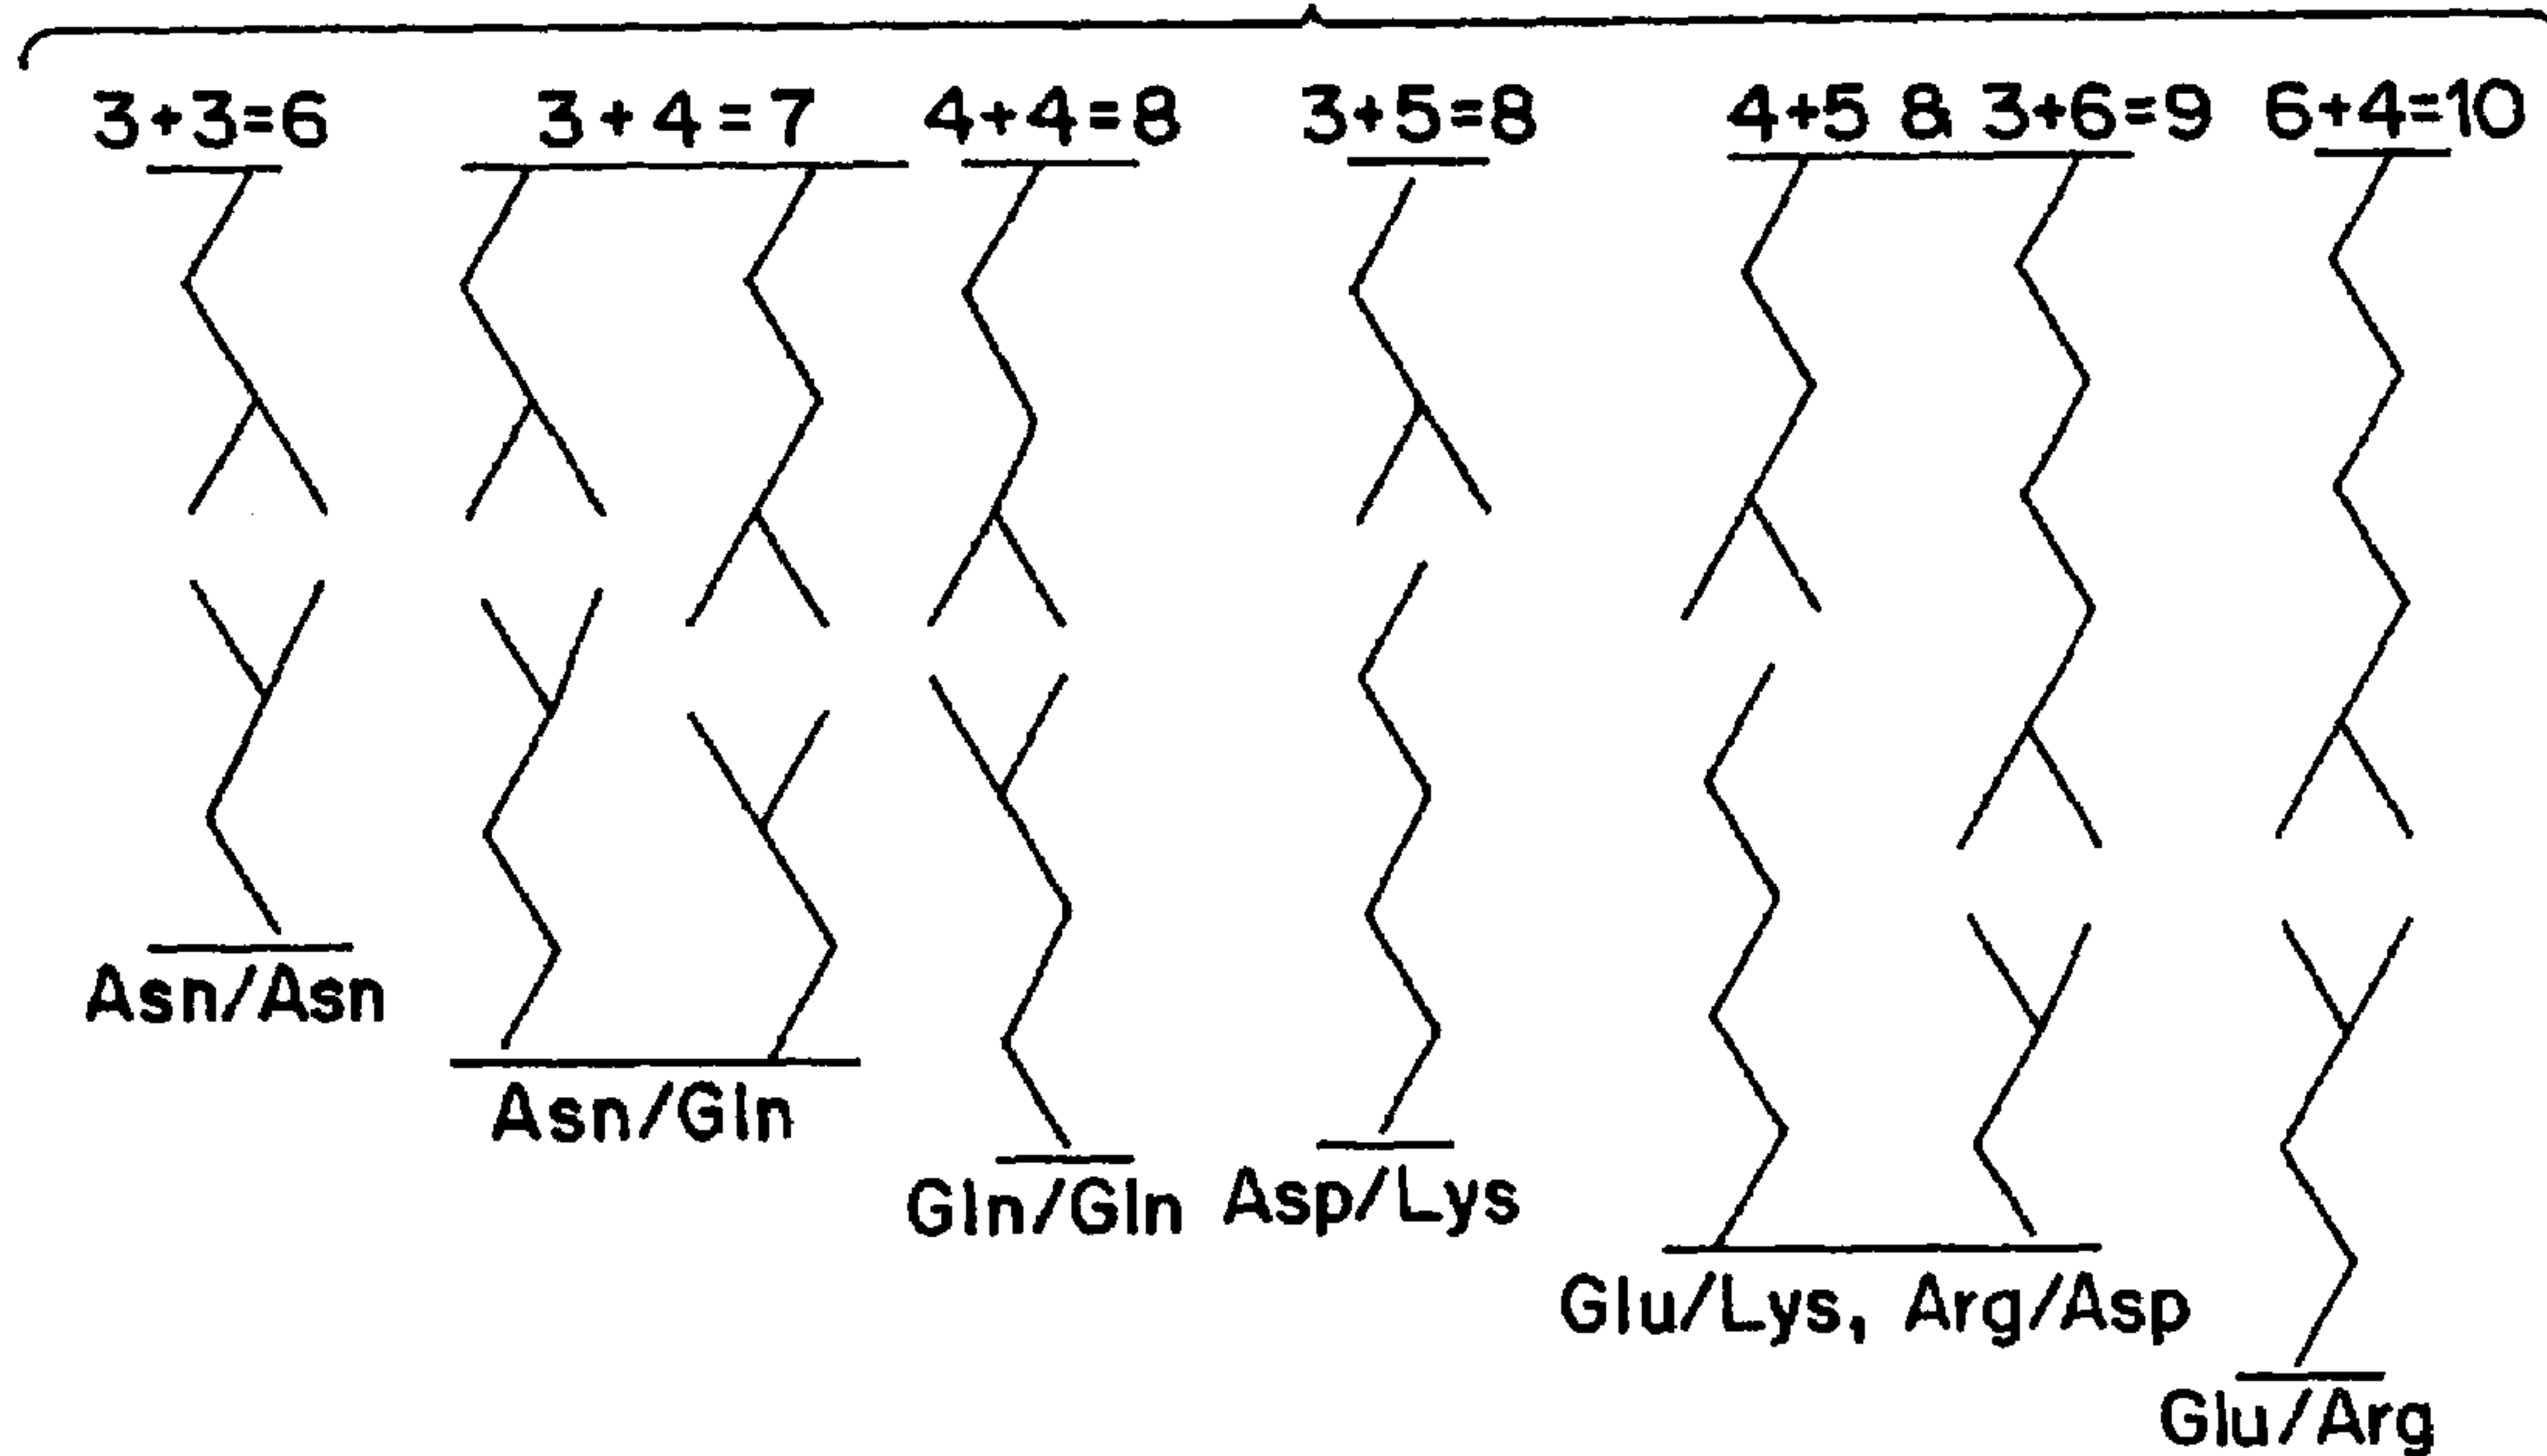 3+3=6 3+4=7 4+4=8 3+5=8 4+5 & 3+6=9 6+4=10
Asn/Asn
Asn/Gln
Gln/Gln Asp/Lys
Glu/Lys, Arg/Asp
Glu/Arg